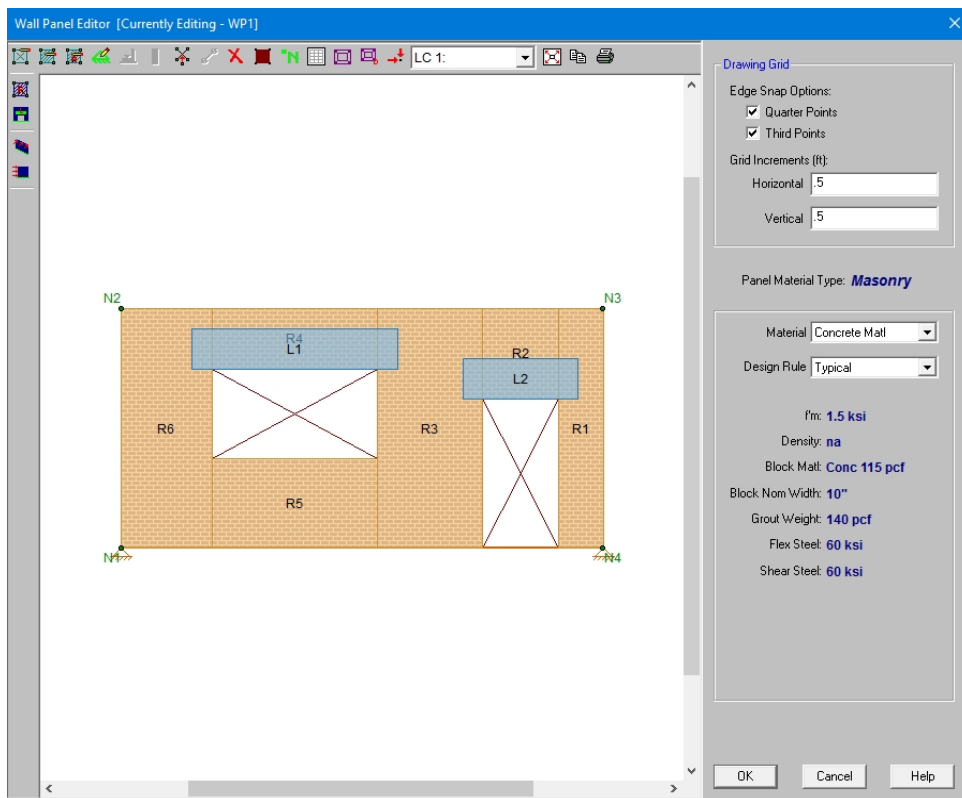 Wall Panel Editor [Currently Editing - WP1]
LC 1:
Drawing Grid
Edge Snap Options:
Quarter Points
Third Points
Grid Increments (ft):
Horizontal .5
Vertical .5
Panel Material Type: Masonry
Material Concrete Matl
Design Rule Typical
f'm: 1.5 ksi
Density: na
Block Matl: Conc 115 pcf
Block Nom Width: 10"
Grout Weight: 140 pcf
Flex Steel: 60 ksi
Shear Steel: 60 ksi
OK Cancel Help
N2 N3
R4
L1
R2
L2
R6 R3 R1
R5
N1 N4
N